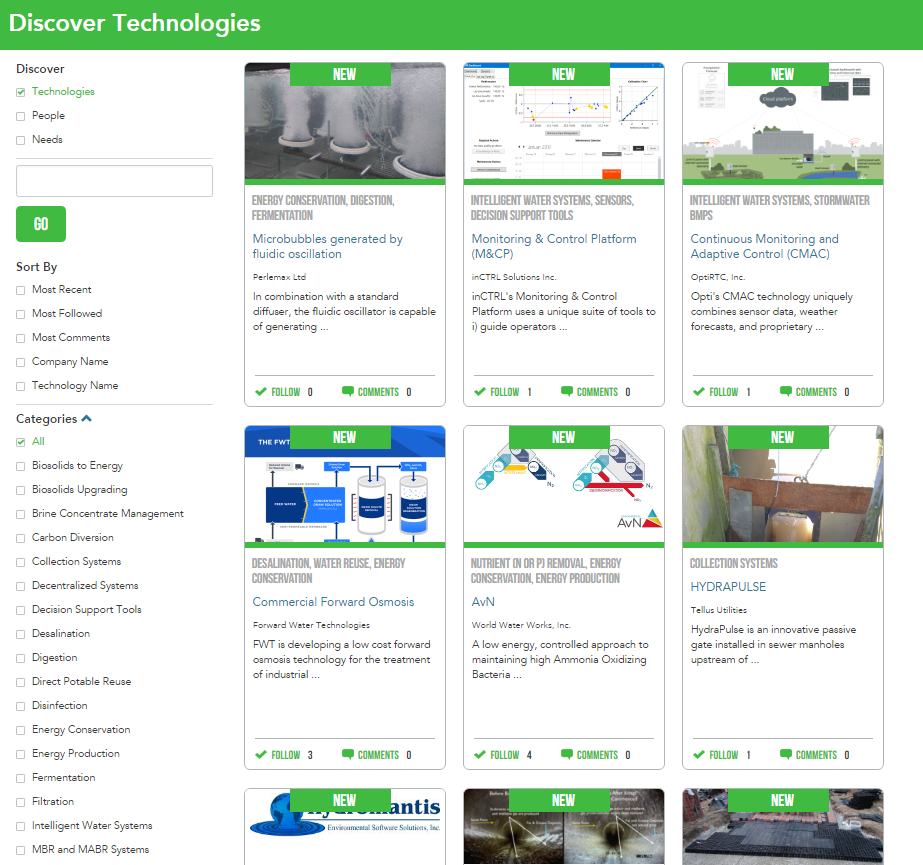 Discover Technologies
Discover
Technologies
People
Needs
GO
Sort By
Most Recent
Most Followed
Most Comments
Company Name
Technology Name
Categories
All
Biosolids to Energy
Biosolids Upgrading
Brine Concentrate Management
Carbon Diversion
Collection Systems
Decentralized Systems
Decision Support Tools
Desalination
Digestion
Direct Potable Reuse
Disinfection
Energy Conservation
Energy Production
Fermentation
Filtration
Intelligent Water Systems
MBR and MABR Systems
NEW
ENERGY CONSERVATION, DIGESTION,
FERMENTATION
Microbubbles generated by
fluidic oscillation
Perlemax Ltd
In combination with a standard
diffuser, the fluidic oscillator is capable
of generating ...
FOLLOW 0 COMMENTS 0
NEW
INTELLIGENT WATER SYSTEMS, SENSORS,
DECISION SUPPORT TOOLS
Monitoring & Control Platform
(M&CP)
inCTRL Solutions Inc.
inCTRL's Monitoring & Control
Platform uses a unique suite of tools to
i) guide operators ...
FOLLOW 1 COMMENTS 0
NEW
Cloud platform
INTELLIGENT WATER SYSTEMS, STORMWATER
BMPS
Continuous Monitoring and
Adaptive Control (CMAC)
OptiRTC, Inc.
Opti's CMAC technology uniquely
combines sensor data, weather
forecasts, and proprietary ...
FOLLOW 1 COMMENTS 0
THE FWT
NEW
FEED WATER
CONCENTRATED
DRAW SOLUTION
DESALINATION, WATER REUSE, ENERGY
CONSERVATION
Commercial Forward Osmosis
Forward Water Technologies
FWT is developing a low cost forward
osmosis technology for the treatment
of industrial ...
FOLLOW 3 COMMENTS 0
NEW
N₂
AvN
NUTRIENT (N OR P) REMOVAL, ENERGY
CONSERVATION, ENERGY PRODUCTION
AvN
World Water Works, Inc.
A low energy, controlled approach to
maintaining high Ammonia Oxidizing
Bacteria ...
FOLLOW 4 COMMENTS 0
NEW
COLLECTION SYSTEMS
HYDRAPULSE
Tellus Utilities
HydraPulse is an innovative passive
gate installed in sewer manholes
upstream of ...
FOLLOW 1 COMMENTS 0
NEW
Environmental Software Solutions, Inc.
NEW
NEW